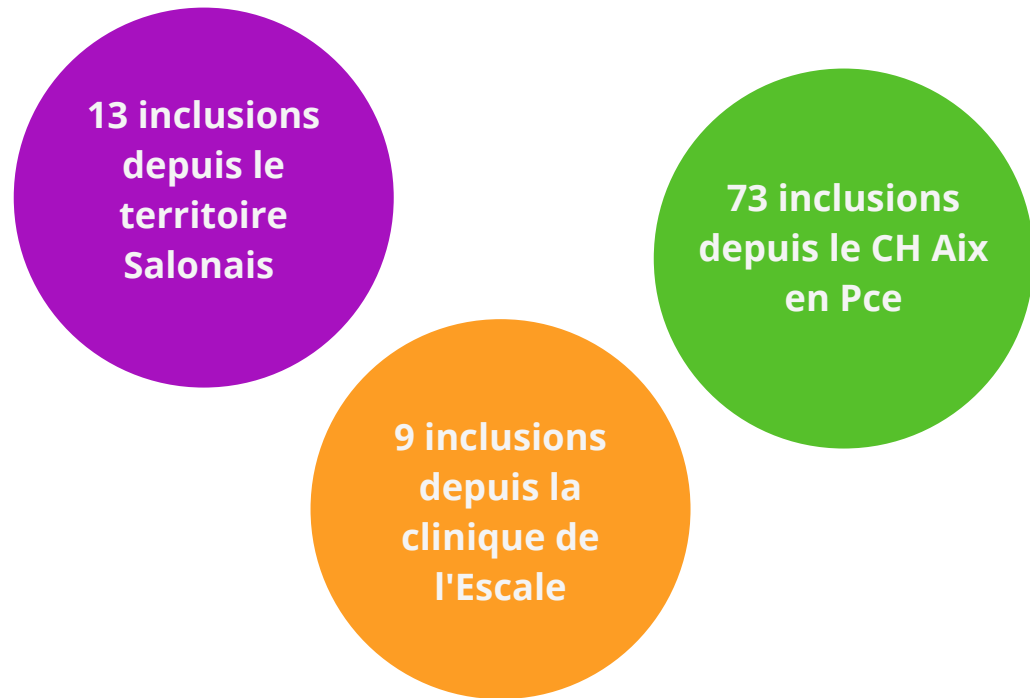 13 inclusions
depuis le
territoire
Salonais
73 inclusions
depuis le CH Aix
en Pce
9 inclusions
depuis la
clinique de
l'Escale